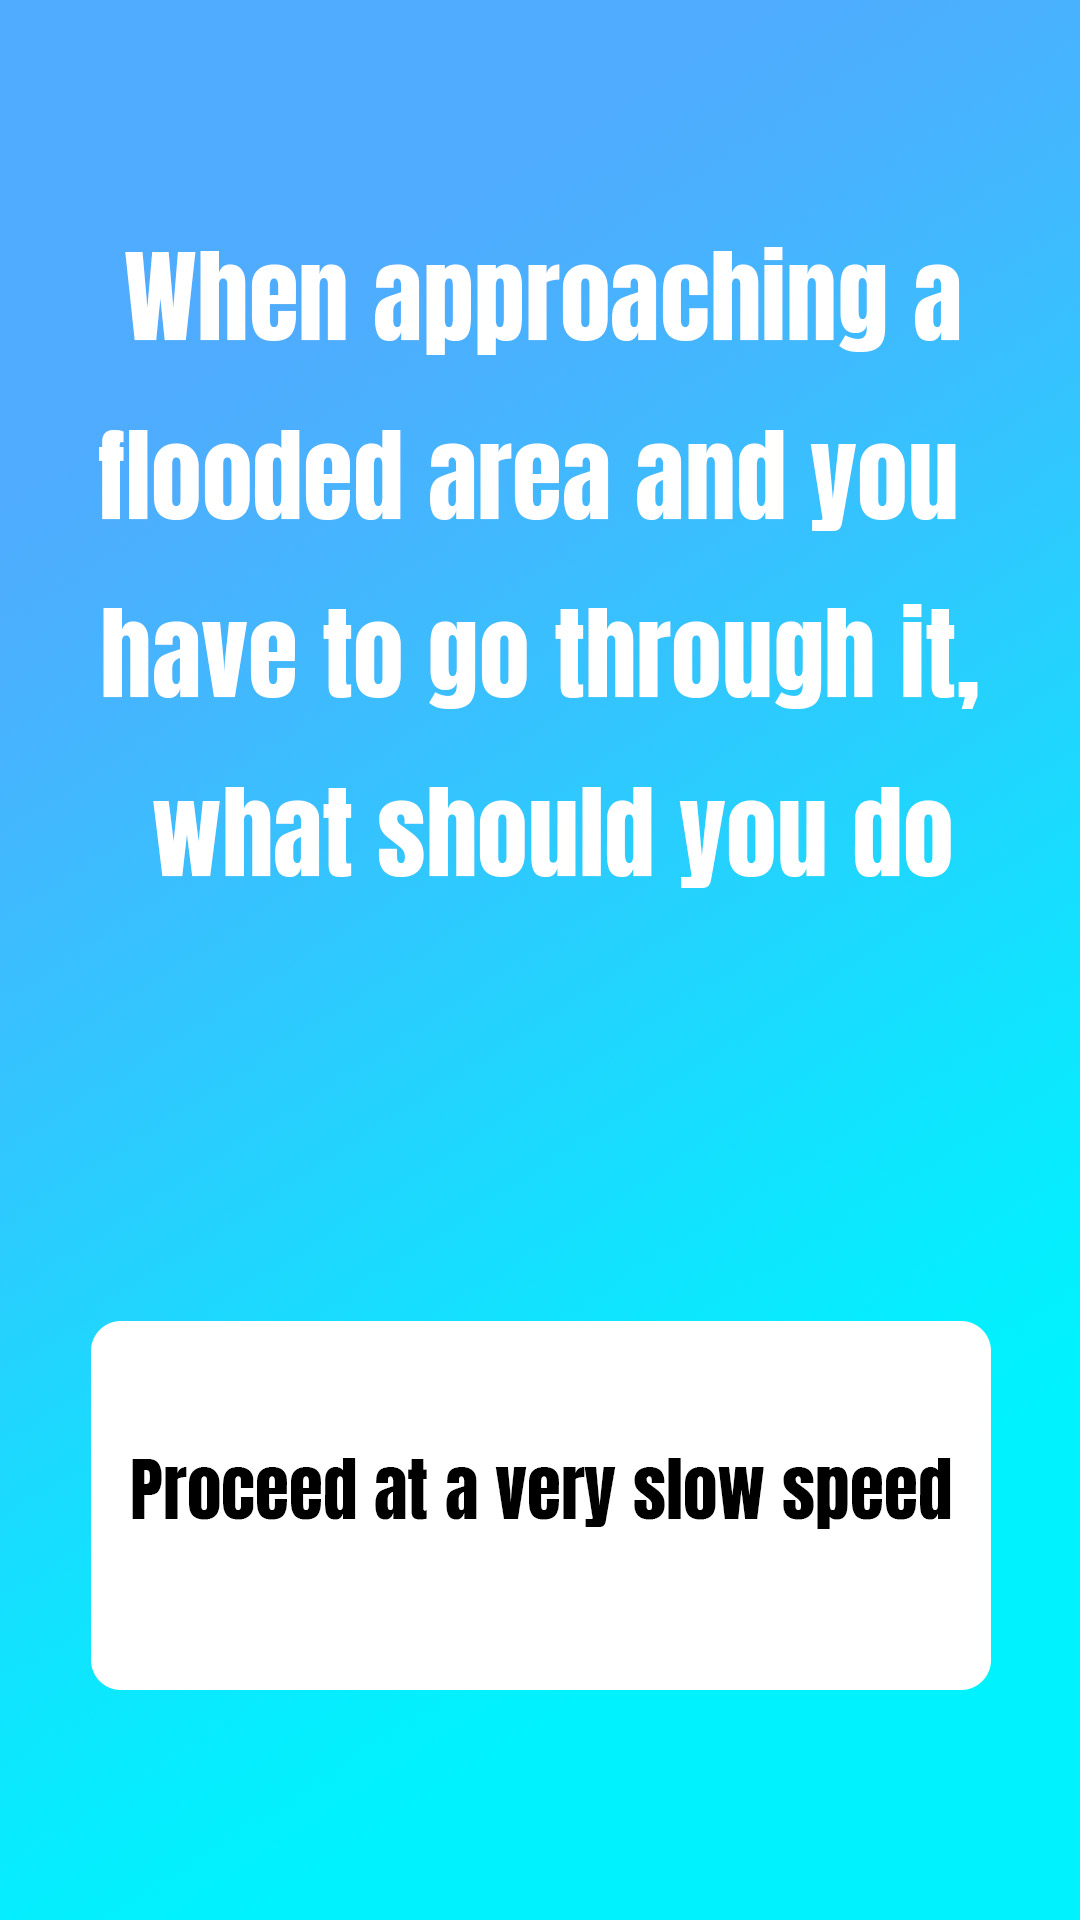 When approaching a
flooded area and you
have to go through it,
what should you do
Proceed at a very slow speed